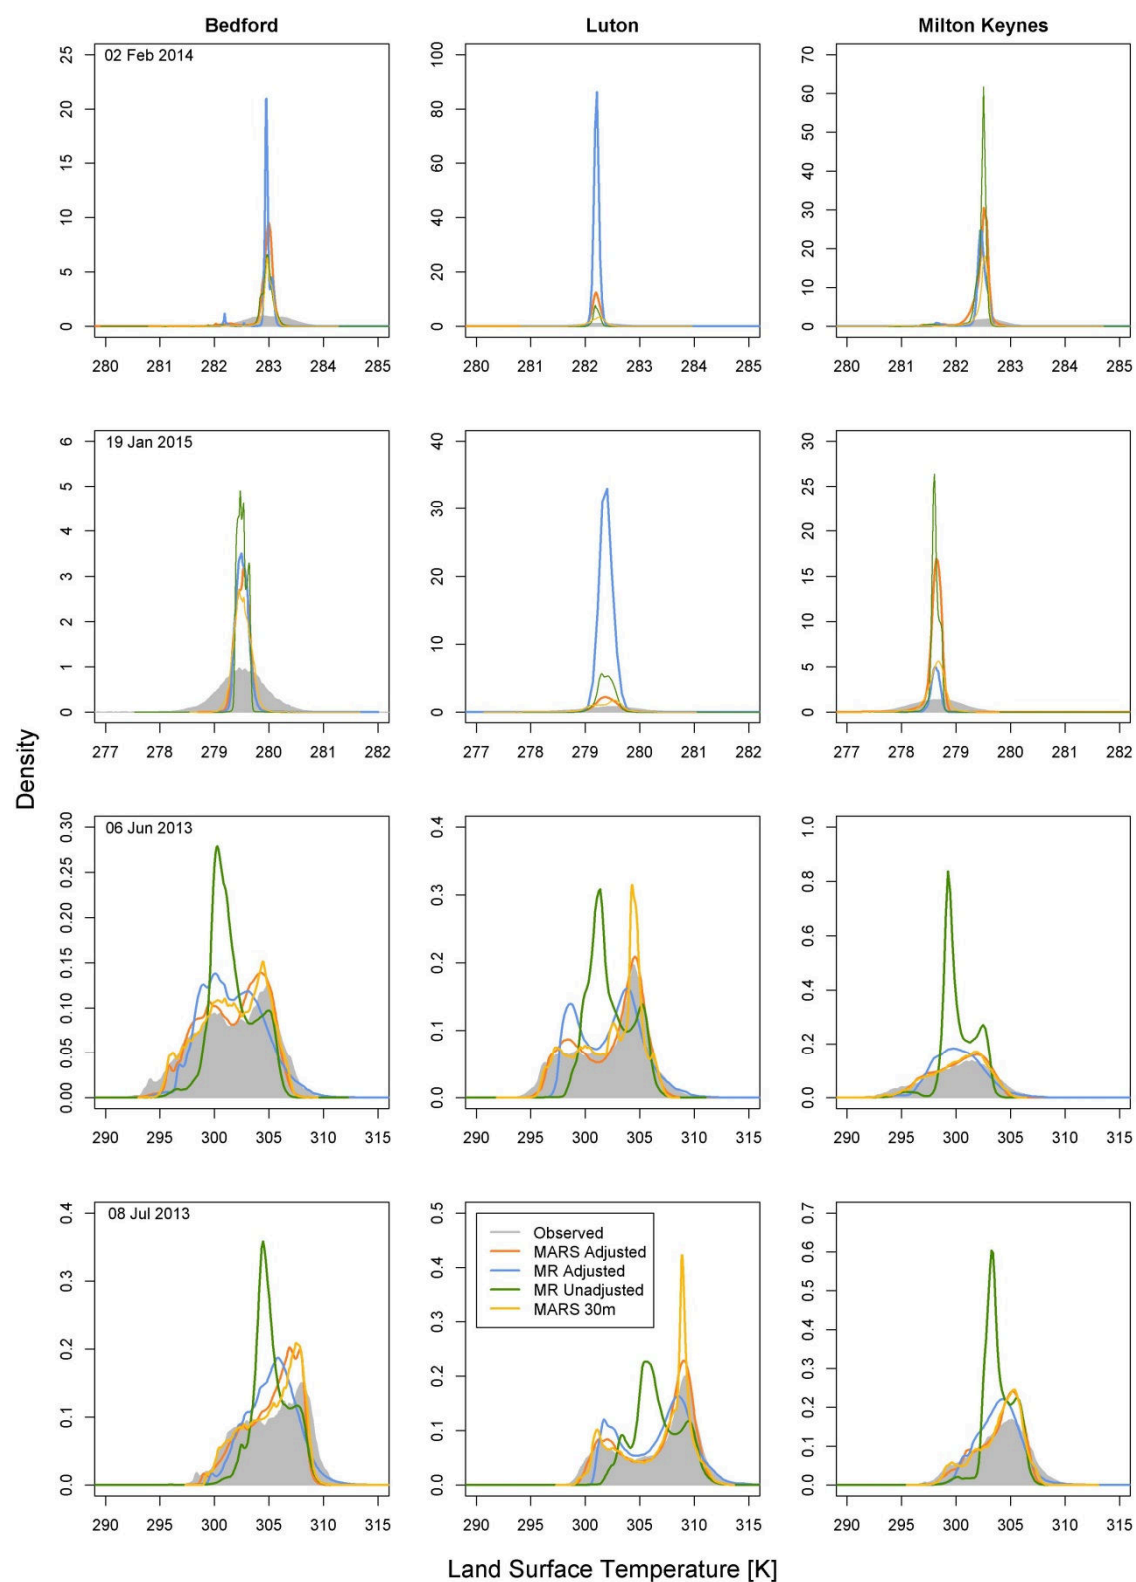 Bedford Luton Milton Keynes
02 Feb 2014
25 20 15 10 5 0
100 80 60 40 20 0
70 60 50 40 30 20 10 0
280 281 282 283 284 285
280 281 282 283 284 285
280 281 282 283 284 285
19 Jan 2015
6 5 4 3 2 1 0
40 30 20 10 0
30 25 20 15 10 5 0
277 278 279 280 281 282
277 278 279 280 281 282
277 278 279 280 281 282
Density
06 Jun 2013
0.30 0.25 0.20 0.15 0.10 0.05 0.00
0.4 0.3 0.2 0.1 0.0
1.0 0.8 0.6 0.4 0.2 0.0
290 295 300 305 310 315
290 295 300 305 310 315
290 295 300 305 310 315
08 Jul 2013
0.4 0.3 0.2 0.1 0.0
0.5 0.4 0.3 0.2 0.1 0.0
Observed
MARS Adjusted
MR Adjusted
MR Unadjusted
MARS 30m
0.7 0.6 0.5 0.4 0.3 0.2 0.1 0.0
290 295 300 305 310 315
290 295 300 305 310 315
290 295 300 305 310 315
Land Surface Temperature [K]